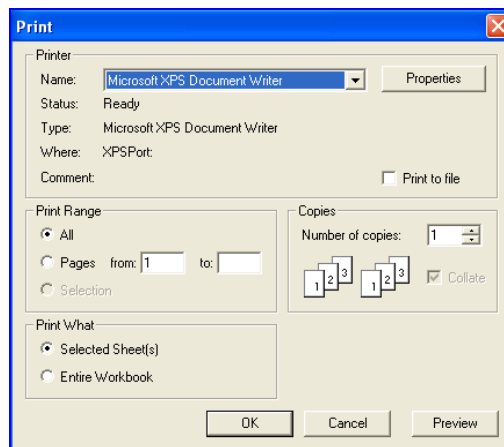 Print
Printer
Name: Microsoft XPS Document Writer Properties
Status: Ready
Type: Microsoft XPS Document Writer
Where: XPSPort:
Comment: Print to file
Print Range
All
Pages from: 1 to:
Selection
Copies
Number of copies: 1
1 2 3 1 2 3 Collate
Print What
Selected Sheet(s)
Entire Workbook
OK Cancel Preview